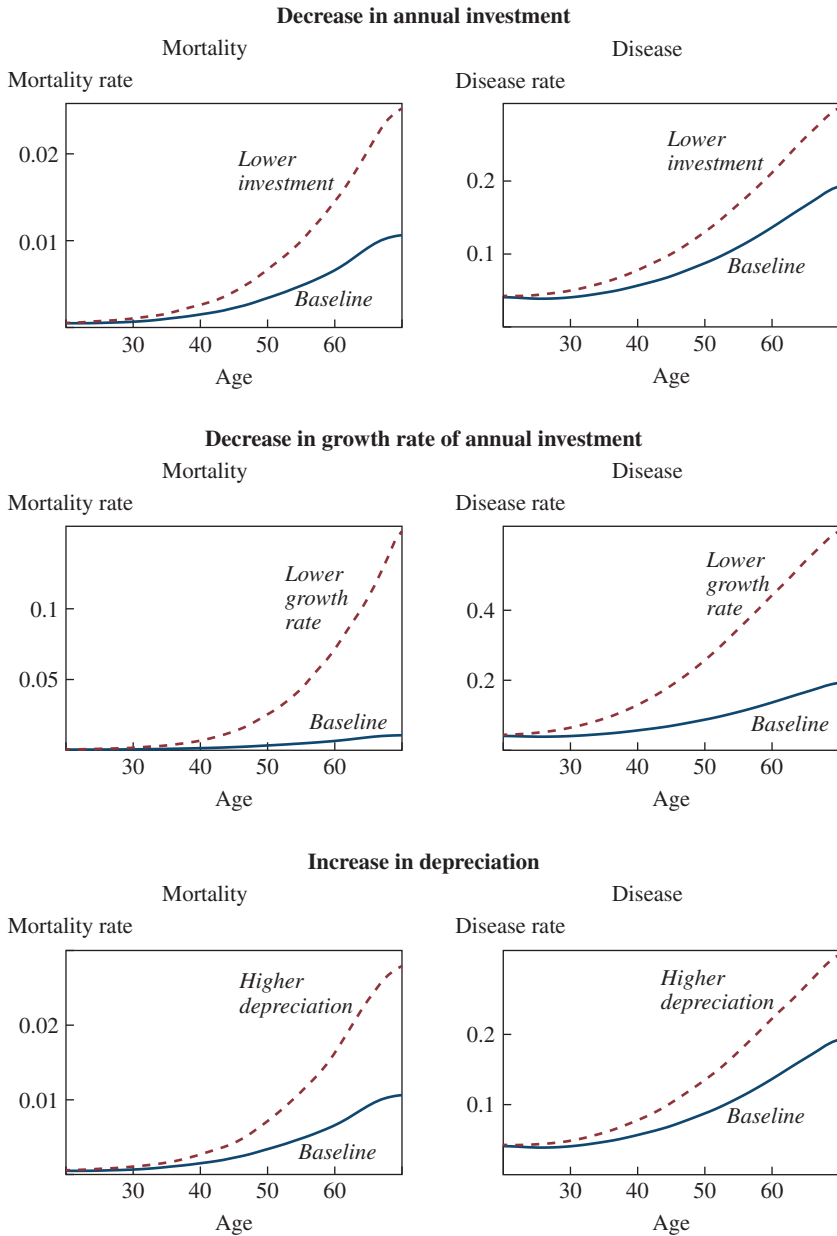 Decrease in annual investment
Mortality
Disease
Mortality rate
Disease rate
0.02
0.01
Lower
investment
Baseline
30 40 50 60
Age
0.2
0.1
Lower
investment
Baseline
30 40 50 60
Age
Decrease in growth rate of annual investment
Mortality
Disease
Mortality rate
Disease rate
0.1
0.05
Lower
growth
rate
Baseline
30 40 50 60
Age
0.4
0.2
Lower
growth
rate
Baseline
30 40 50 60
Age
Increase in depreciation
Mortality
Disease
Mortality rate
Disease rate
0.02
0.01
Higher
depreciation
Baseline
30 40 50 60
Age
0.2
0.1
Higher
depreciation
Baseline
30 40 50 60
Age